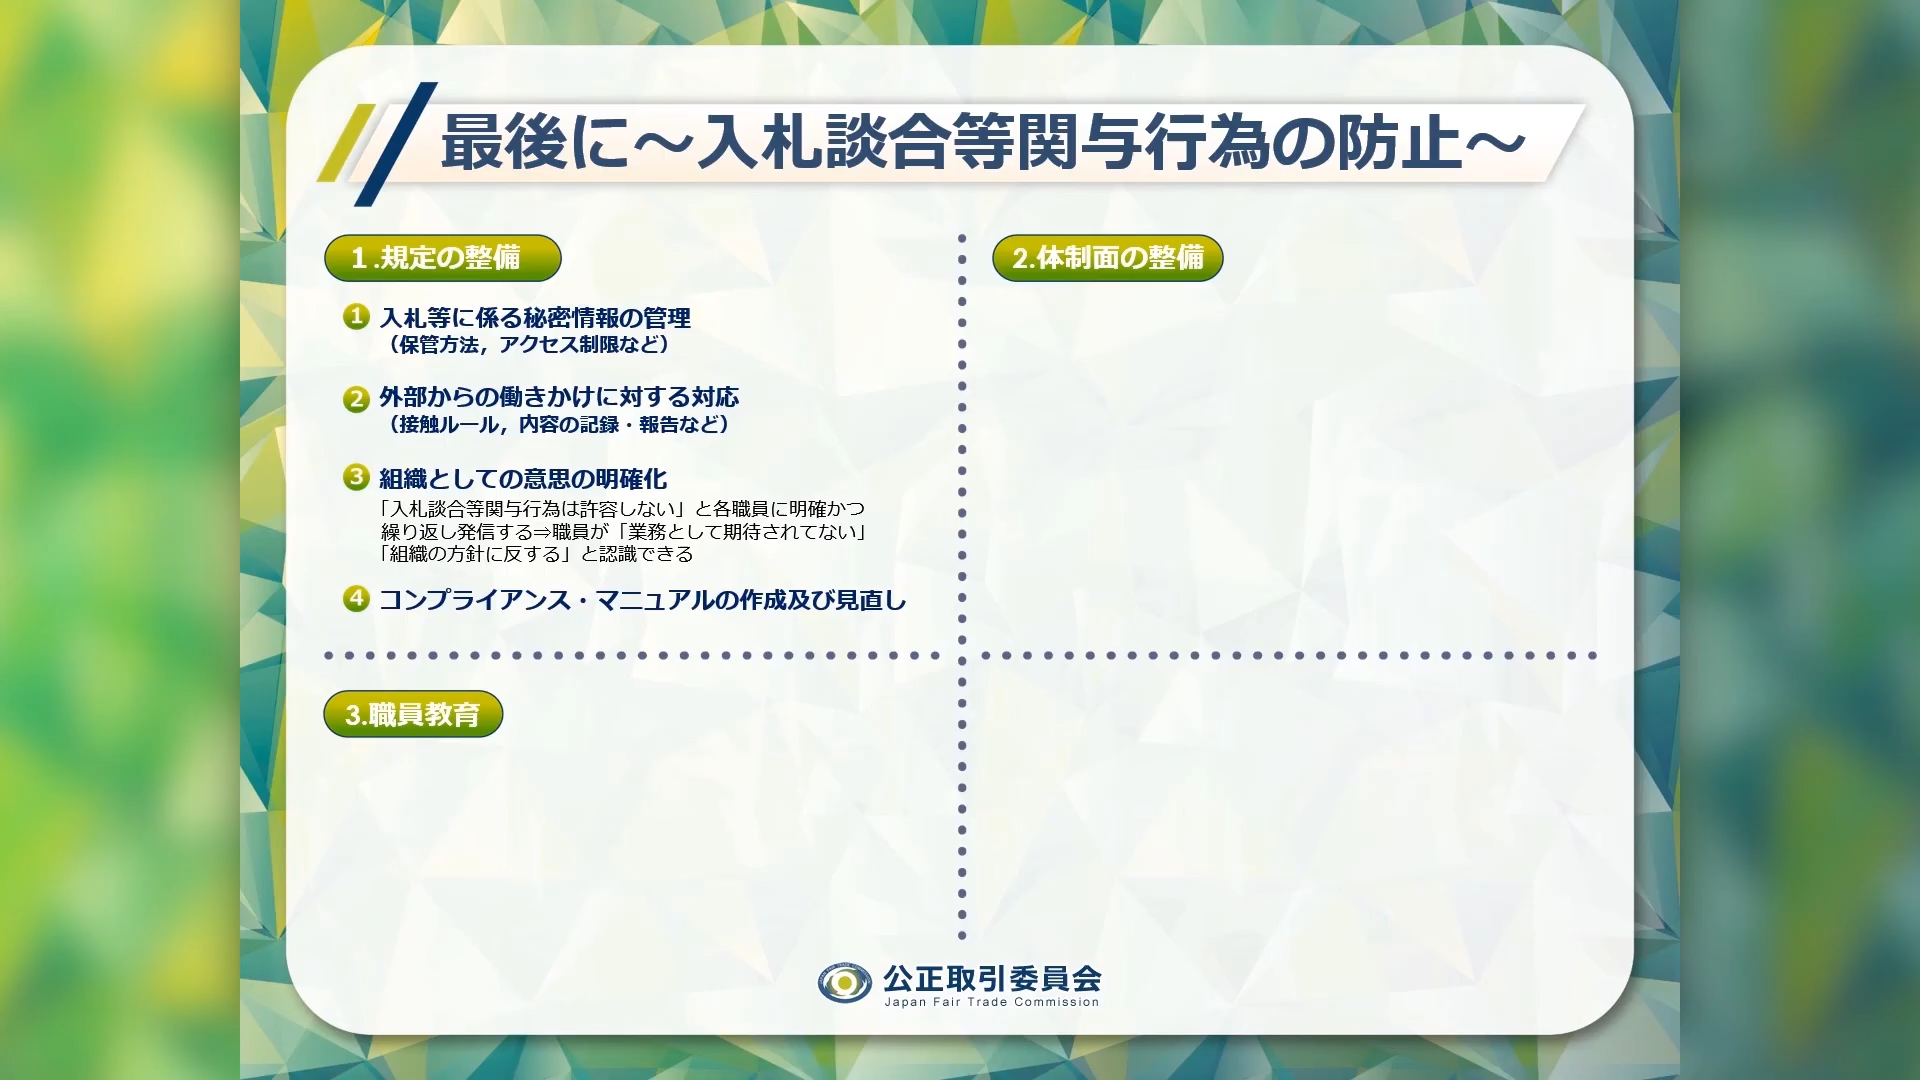 最後に～入札談合等関与行為の防止～
１.規定の整備
1 入札等に係る秘密情報の管理
（保管方法，アクセス制限など）
2 外部からの働きかけに対する対応
（接触ルール，内容の記録・報告など）
3 組織としての意思の明確化
「入札談合等関与行為は許容しない」と各職員に明確かつ
繰り返し発信する⇒職員が「業務として期待されてない」
「組織の方針に反する」と認識できる
4 コンプライアンス・マニュアルの作成及び見直し
2.体制面の整備
3.職員教育
公正取引委員会
Japan Fair Trade Commission